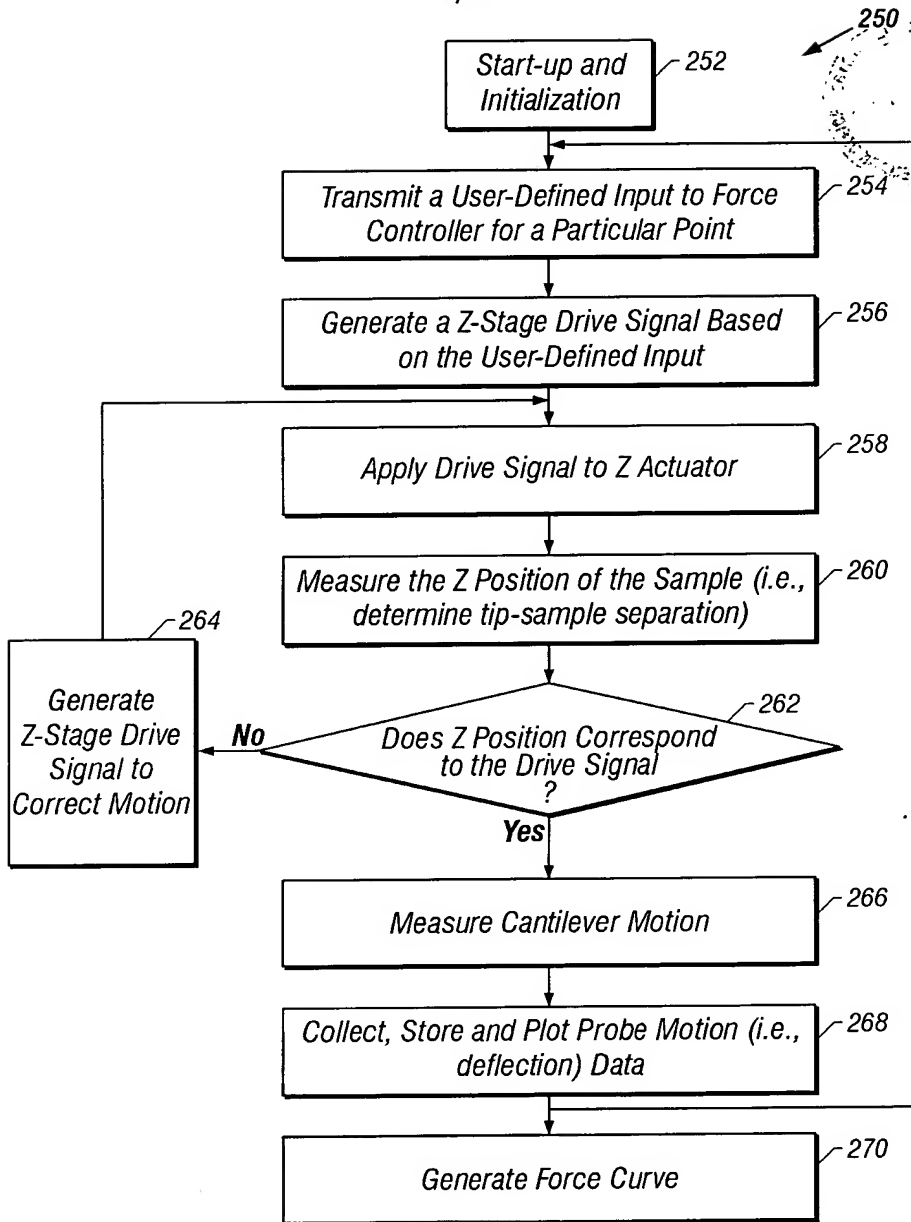 250
Start-up and
Initialization
252
Transmit a User-Defined Input to Force
Controller for a Particular Point
254
Generate a Z-Stage Drive Signal Based
on the User-Defined Input
256
Apply Drive Signal to Z Actuator
258
Measure the Z Position of the Sample (i.e.,
determine tip-sample separation)
260
264
Generate
Z-Stage Drive
Signal to
Correct Motion
No
262
Does Z Position Correspond
to the Drive Signal
?
Yes
Measure Cantilever Motion
266
Collect, Store and Plot Probe Motion (i.e.,
deflection) Data
268
Generate Force Curve
270